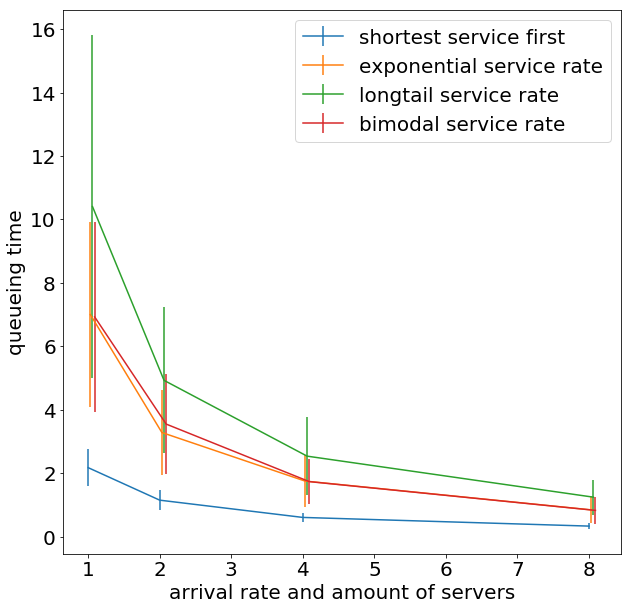 shortest service first
exponential service rate
longtail service rate
bimodal service rate
16
14
12
10
8
6
4
2
0
queueing time
1 2 3 4 5 6 7 8
arrival rate and amount of servers